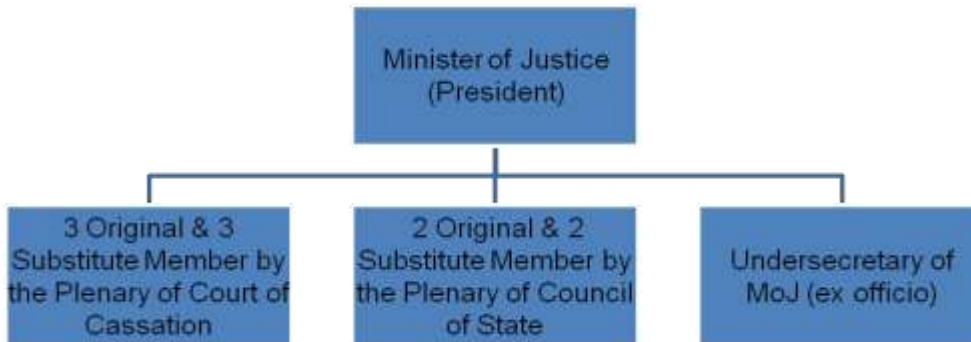 Minister of Justice
(President)
3 Original & 3
Substitute Member by
the Plenary of Court of
Cassation
2 Original & 2
Substitute Member by
the Plenary of Council
of State
Undersecretary of
MoJ (ex officio)